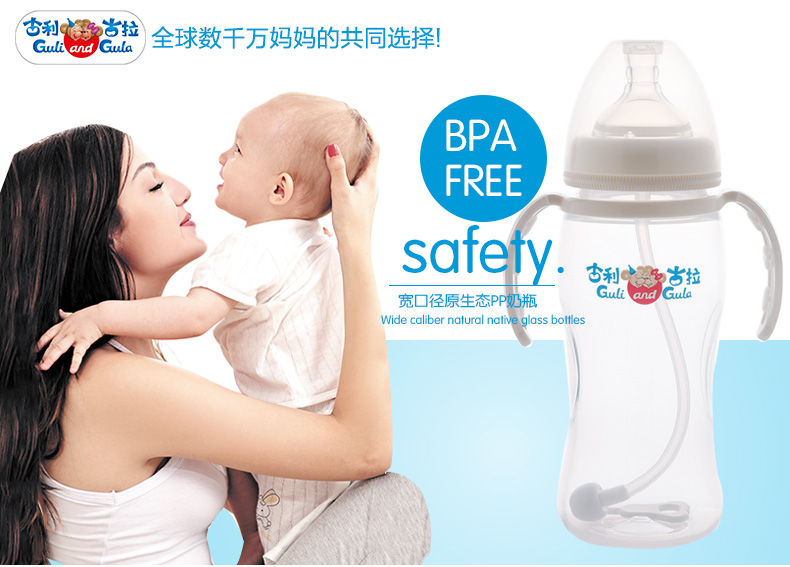 古利 古拉
Guli and Gula
全球数千万妈妈的共同选择!
BPA
FREE
safety.
宽口径原生态PP奶瓶
Wide caliber natural native glass bottles
古利 古拉
Guli and Gula